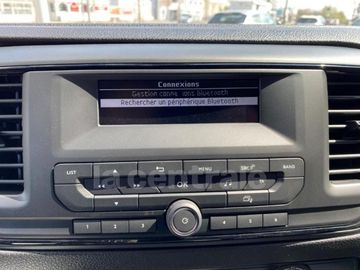 Connexions
Gestion connexions Bluetooth
Rechercher un périphérique Bluetooth
LIST
MENU
SRC
BAND
OK
la centrale
1
2
3
4
5
6